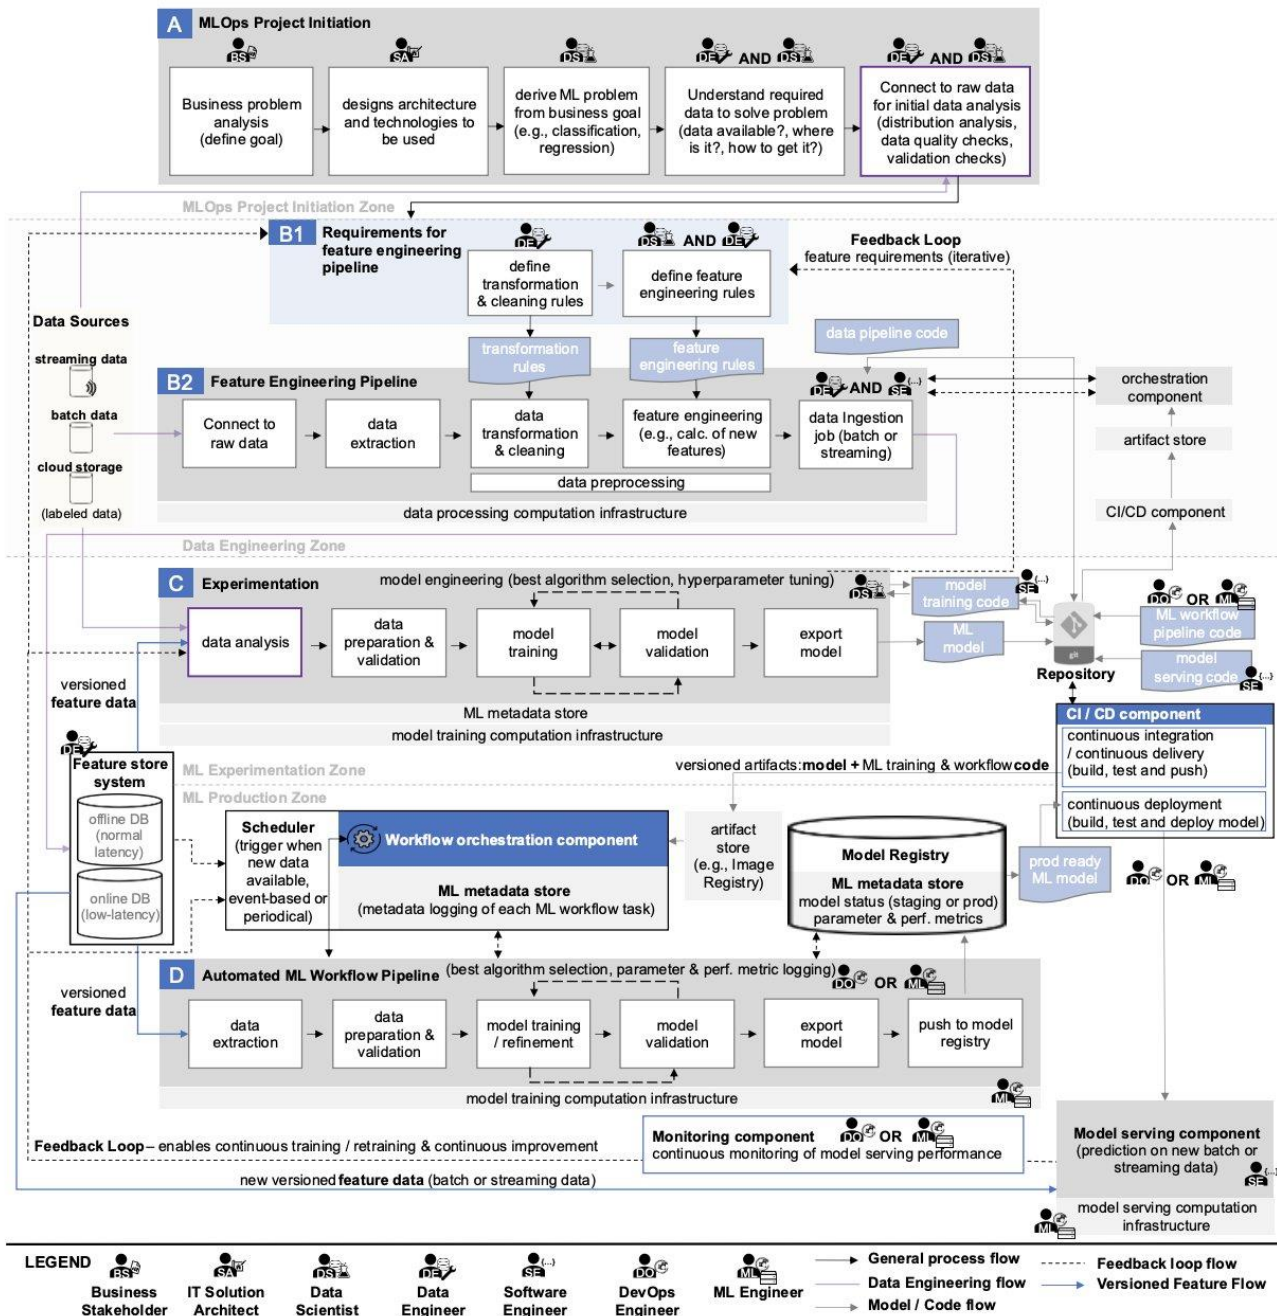 A MLOps Project Initiation
BS
SA
DS
DE AND DS
DE AND DS
Business problem
analysis
(define goal)
designs architecture
and technologies to
be used
derive ML problem
from business goal
(e.g., classification,
regression)
Understand required
data to solve problem
(data available?, where
is it?, how to get it?)
Connect to raw data
for initial data analysis
(distribution analysis,
data quality checks,
validation checks)
MLOps Project Initiation Zone
B1 Requirements for
feature engineering
pipeline
DE
DS AND DE
define
transformation
& cleaning rules
define feature
engineering rules
Feedback Loop
feature requirements (iterative)
Data Sources
streaming data
batch data
cloud storage
(labeled data)
transformation
rules
feature
engineering rules
data pipeline code
B2 Feature Engineering Pipeline
DE AND SE {...}
Connect to
raw data
data
extraction
data
transformation
& cleaning
feature engineering
(e.g., calc. of new
features)
data Ingestion
job (batch or
streaming)
data preprocessing
data processing computation infrastructure
orchestration
component
artifact store
CI/CD component
Data Engineering Zone
C Experimentation
model engineering (best algorithm selection, hyperparameter tuning)
DS
data analysis
data
preparation &
validation
model
training
model
validation
export
model
ML metadata store
model training computation infrastructure
model
training code
SE {...}
ML
model
DO OR ML
ML workflow
pipeline code
model
serving code
SE {...}
git
Repository
versioned
feature data
DE
Feature store
system
offline DB
(normal
latency)
online DB
(low-latency)
ML Experimentation Zone
ML Production Zone
versioned artifacts: model + ML training & workflow code
CI / CD component
continuous integration
/ continuous delivery
(build, test and push)
continuous deployment
(build, test and deploy model)
Scheduler
(trigger when
new data
available,
event-based or
periodical)
Workflow orchestration component
ML metadata store
(metadata logging of each ML workflow task)
artifact
store
(e.g., Image
Registry)
Model Registry
ML metadata store
model status (staging or prod)
parameter & perf. metrics
prod ready
ML model
DO OR ML
versioned
feature data
D Automated ML Workflow Pipeline
(best algorithm selection, parameter & perf. metric logging)
DO OR ML
data
extraction
data
preparation &
validation
model training
/ refinement
model
validation
export
model
push to model
registry
model training computation infrastructure
ML
Feedback Loop – enables continuous training / retraining & continuous improvement
Monitoring component
DO OR ML
continuous monitoring of model serving performance
new versioned feature data (batch or streaming data)
Model serving component
(prediction on new batch or
streaming data)
SE {...}
model serving computation
infrastructure
ML
LEGEND
BS
Business
Stakeholder
SA
IT Solution
Architect
DS
Data
Scientist
DE
Data
Engineer
SE {...}
Software
Engineer
DO
DevOps
Engineer
ML
ML Engineer
General process flow
Data Engineering flow
Model / Code flow
Feedback loop flow
Versioned Feature Flow